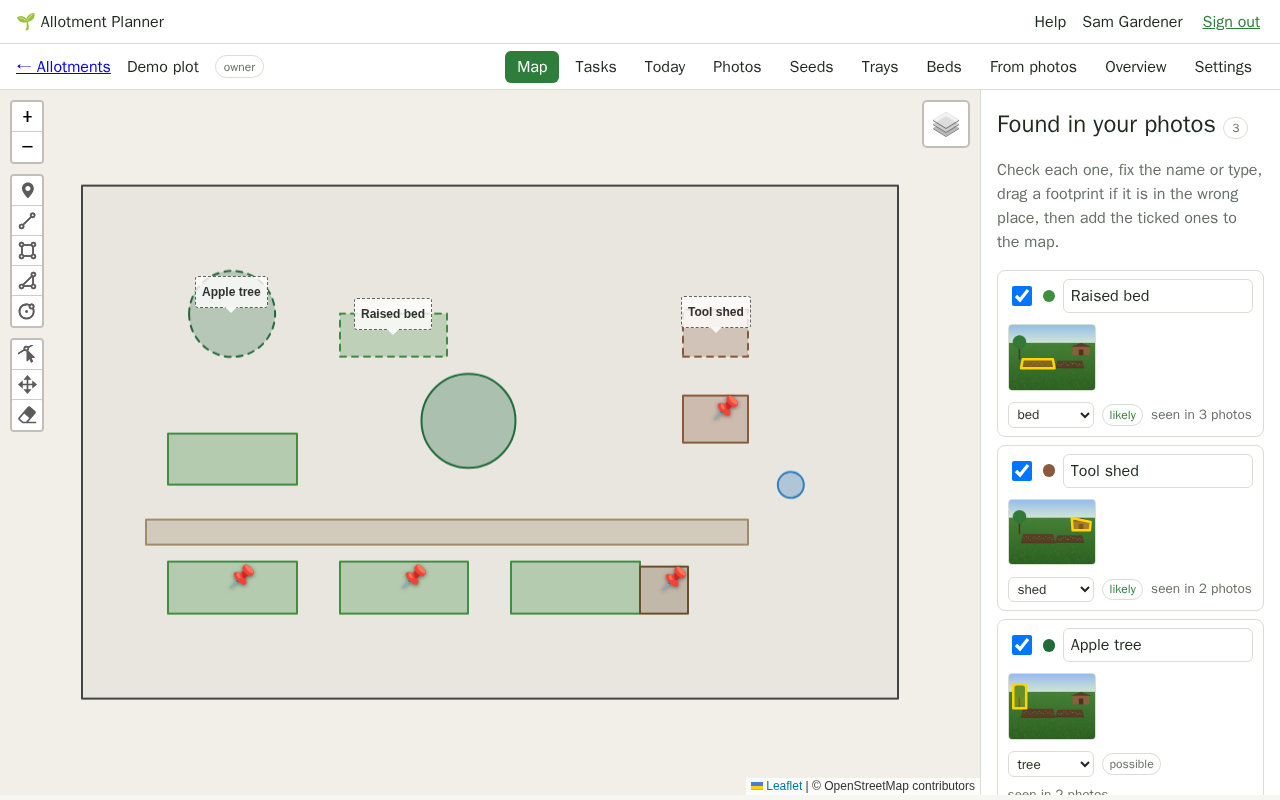 🌱 Allotment Planner
Help Sam Gardener Sign out
← Allotments Demo plot owner
Map Tasks Today Photos Seeds Trays Beds From photos Overview Settings
+
−
Apple tree
Raised bed
Tool shed
Leaflet | © OpenStreetMap contributors
Found in your photos 3
Check each one, fix the name or type,
drag a footprint if it is in the wrong
place, then add the ticked ones to
the map.
Raised bed
bed likely seen in 3 photos
Tool shed
shed likely seen in 2 photos
Apple tree
tree possible
seen in 2 photos